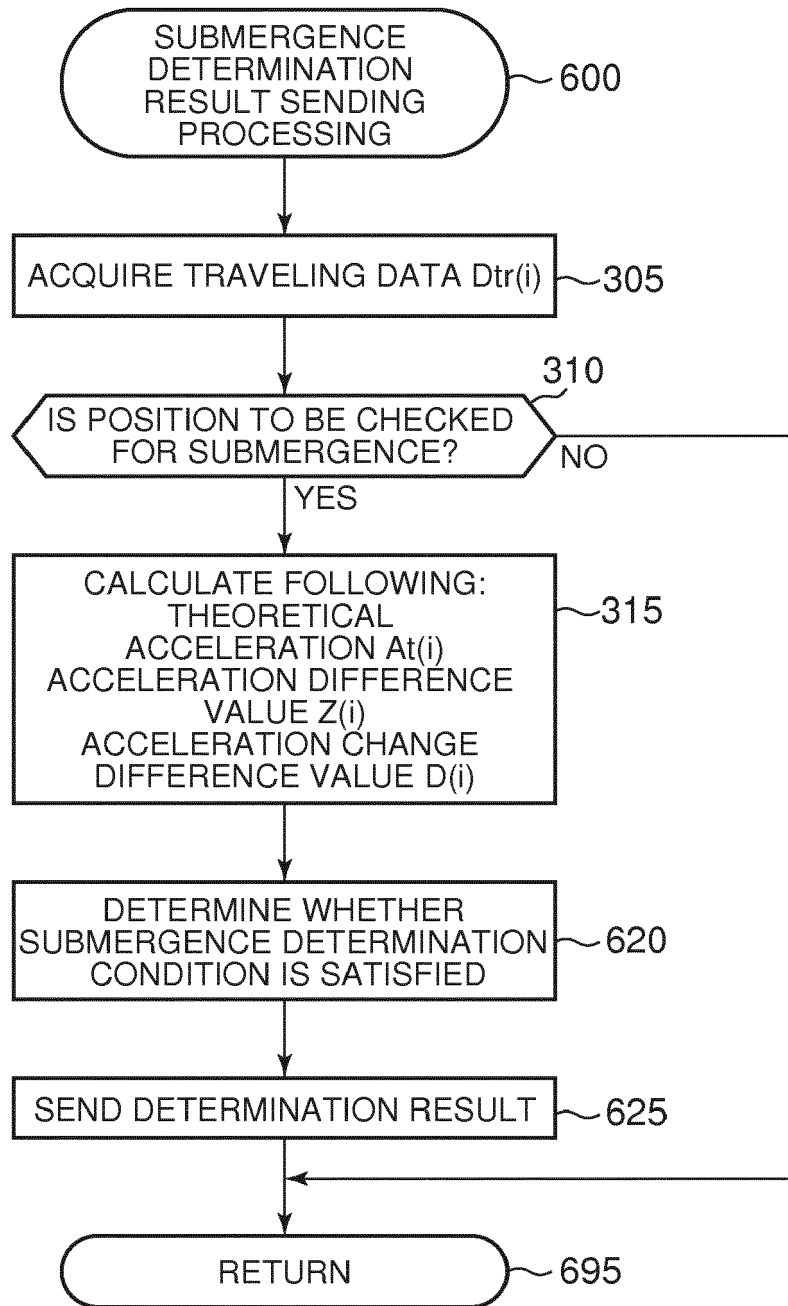 SUBMERGENCE
DETERMINATION
RESULT SENDING
PROCESSING
600
ACQUIRE TRAVELING DATA Dtr(i)
305
310
IS POSITION TO BE CHECKED
FOR SUBMERGENCE?
NO
YES
CALCULATE FOLLOWING:
THEORETICAL
ACCELERATION At(i)
ACCELERATION DIFFERENCE
VALUE Z(i)
ACCELERATION CHANGE
DIFFERENCE VALUE D(i)
315
DETERMINE WHETHER
SUBMERGENCE DETERMINATION
CONDITION IS SATISFIED
620
SEND DETERMINATION RESULT
625
RETURN
695